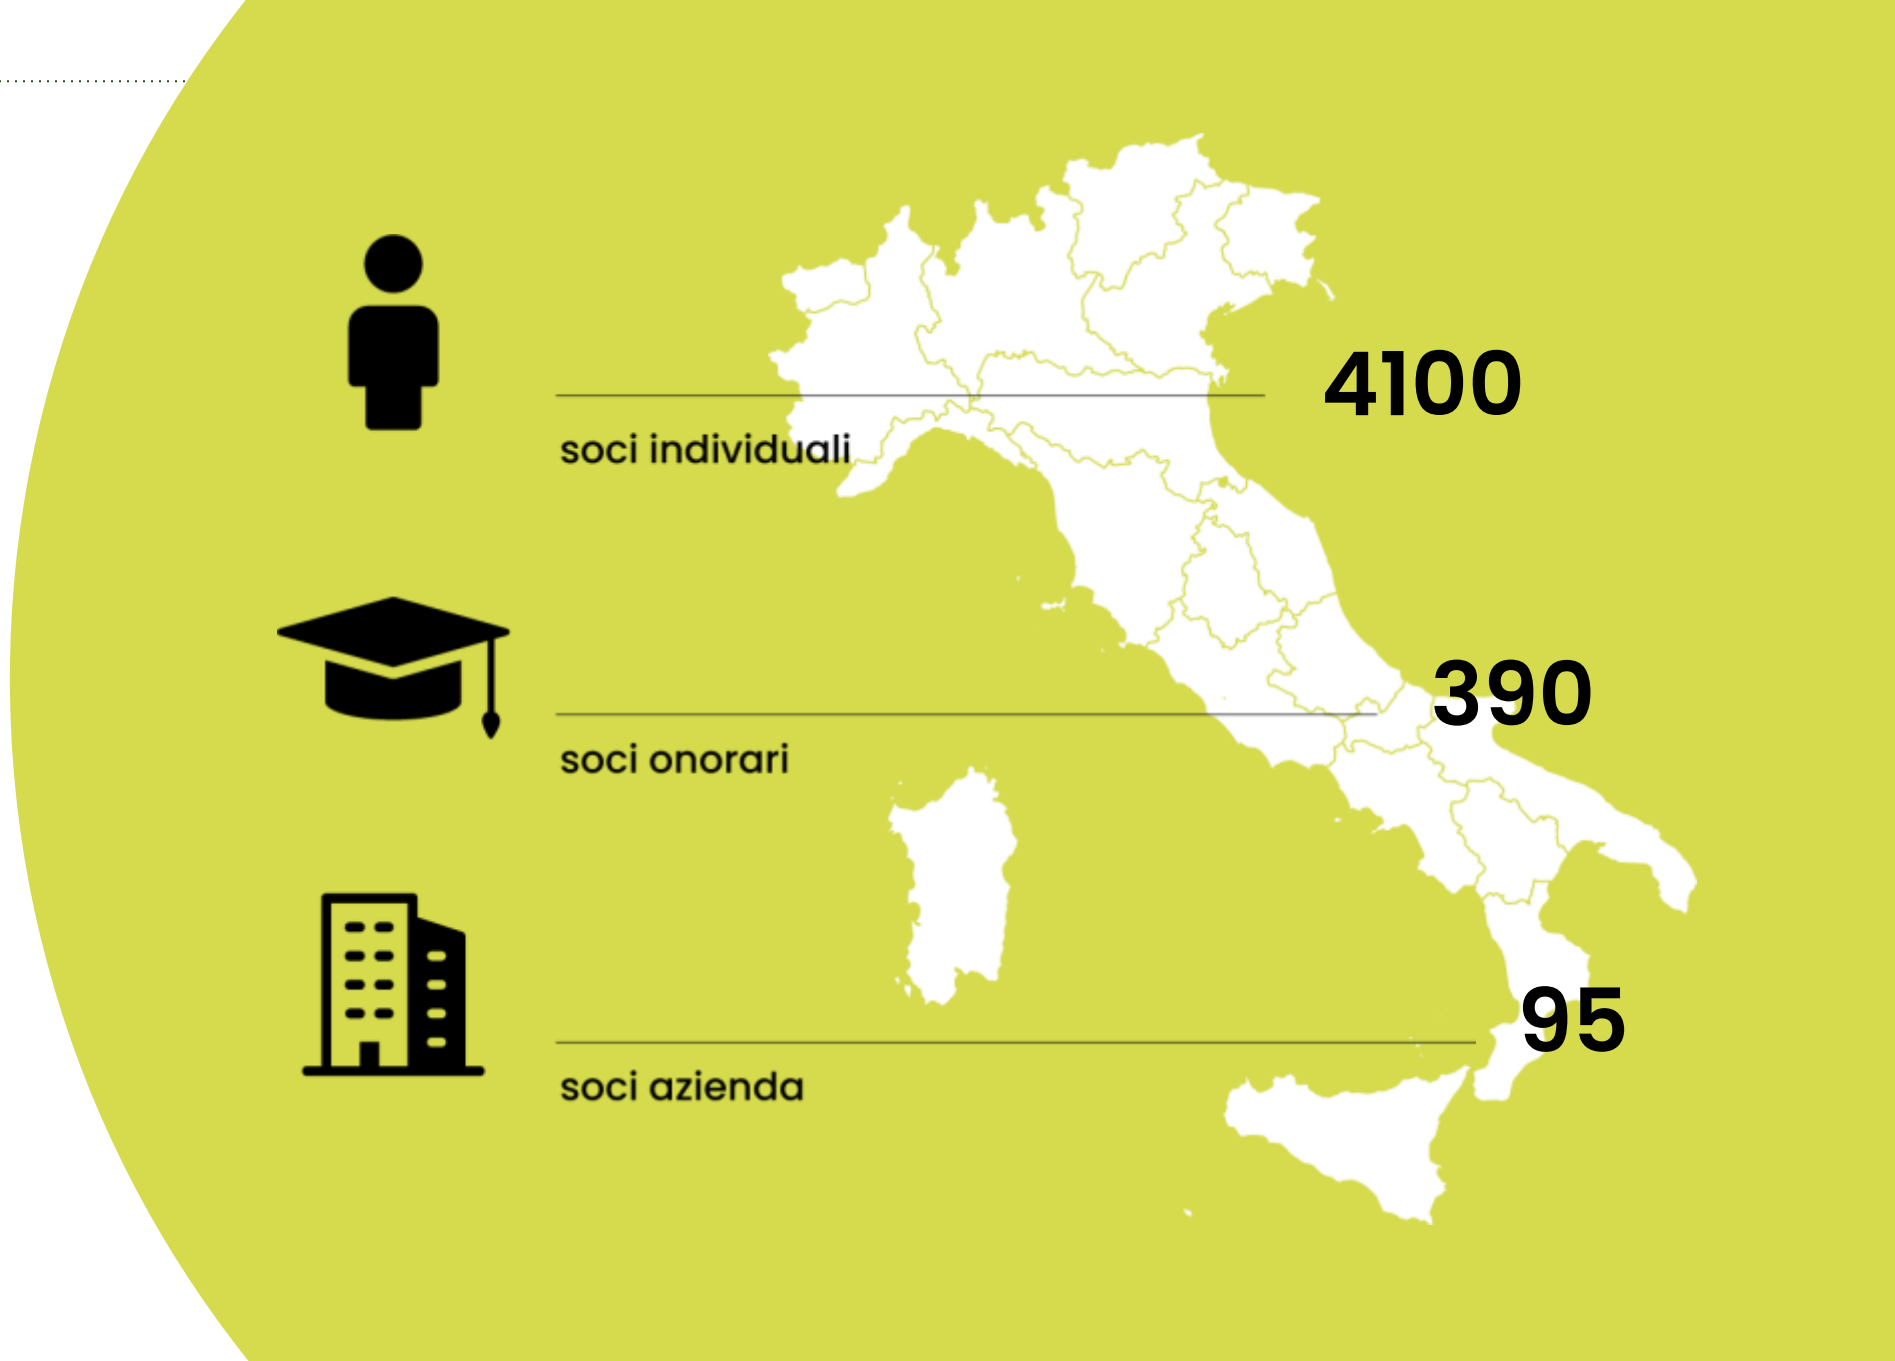 4100
soci individuali
390
soci onorari
95
soci azienda